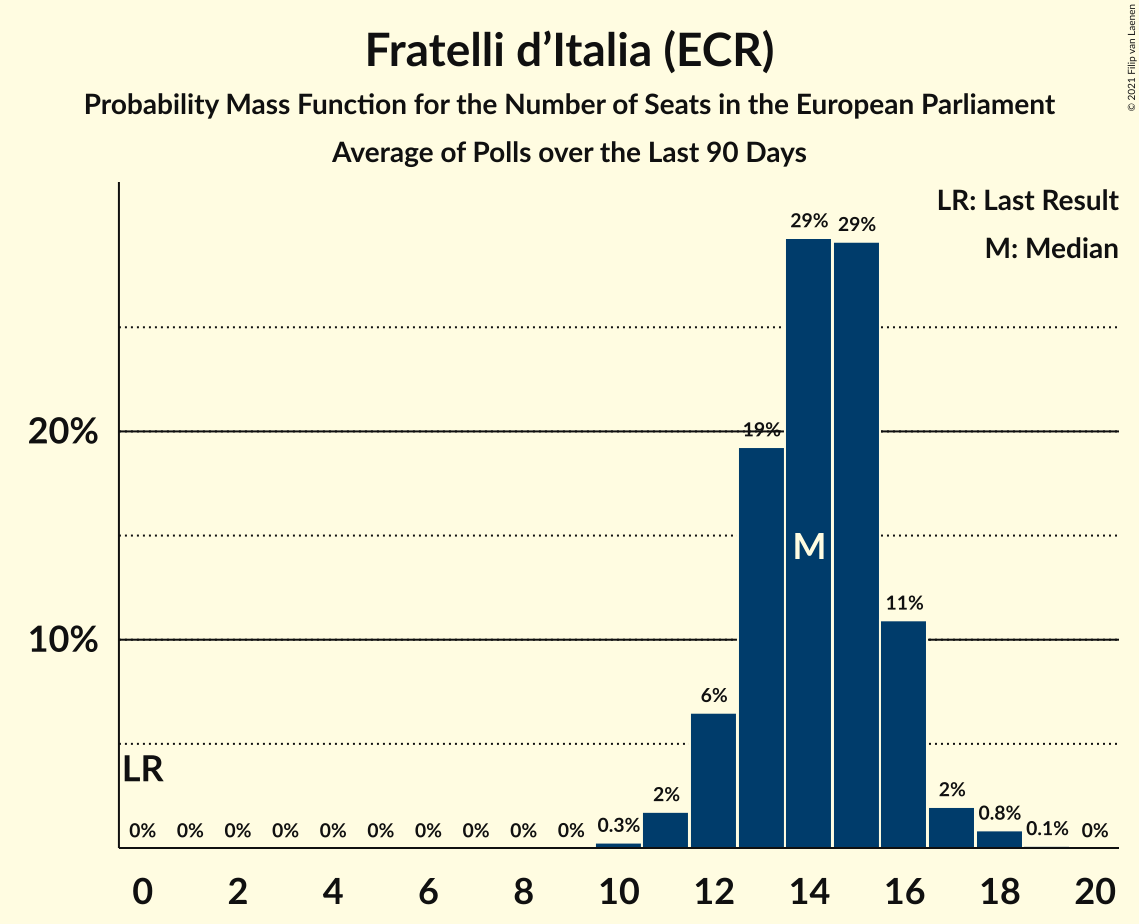 Fratelli d’Italia (ECR)
Probability Mass Function for the Number of Seats in the European Parliament
Average of Polls over the Last 90 Days
© 2021 Filip van Laenen
LR: Last Result
M: Median
29% 29%
20%
19%
M
11%
10%
6%
LR
2% 2%
0% 0% 0% 0% 0% 0% 0% 0% 0% 0% 0.3% 0.8% 0.1% 0%
0 2 4 6 8 10 12 14 16 18 20